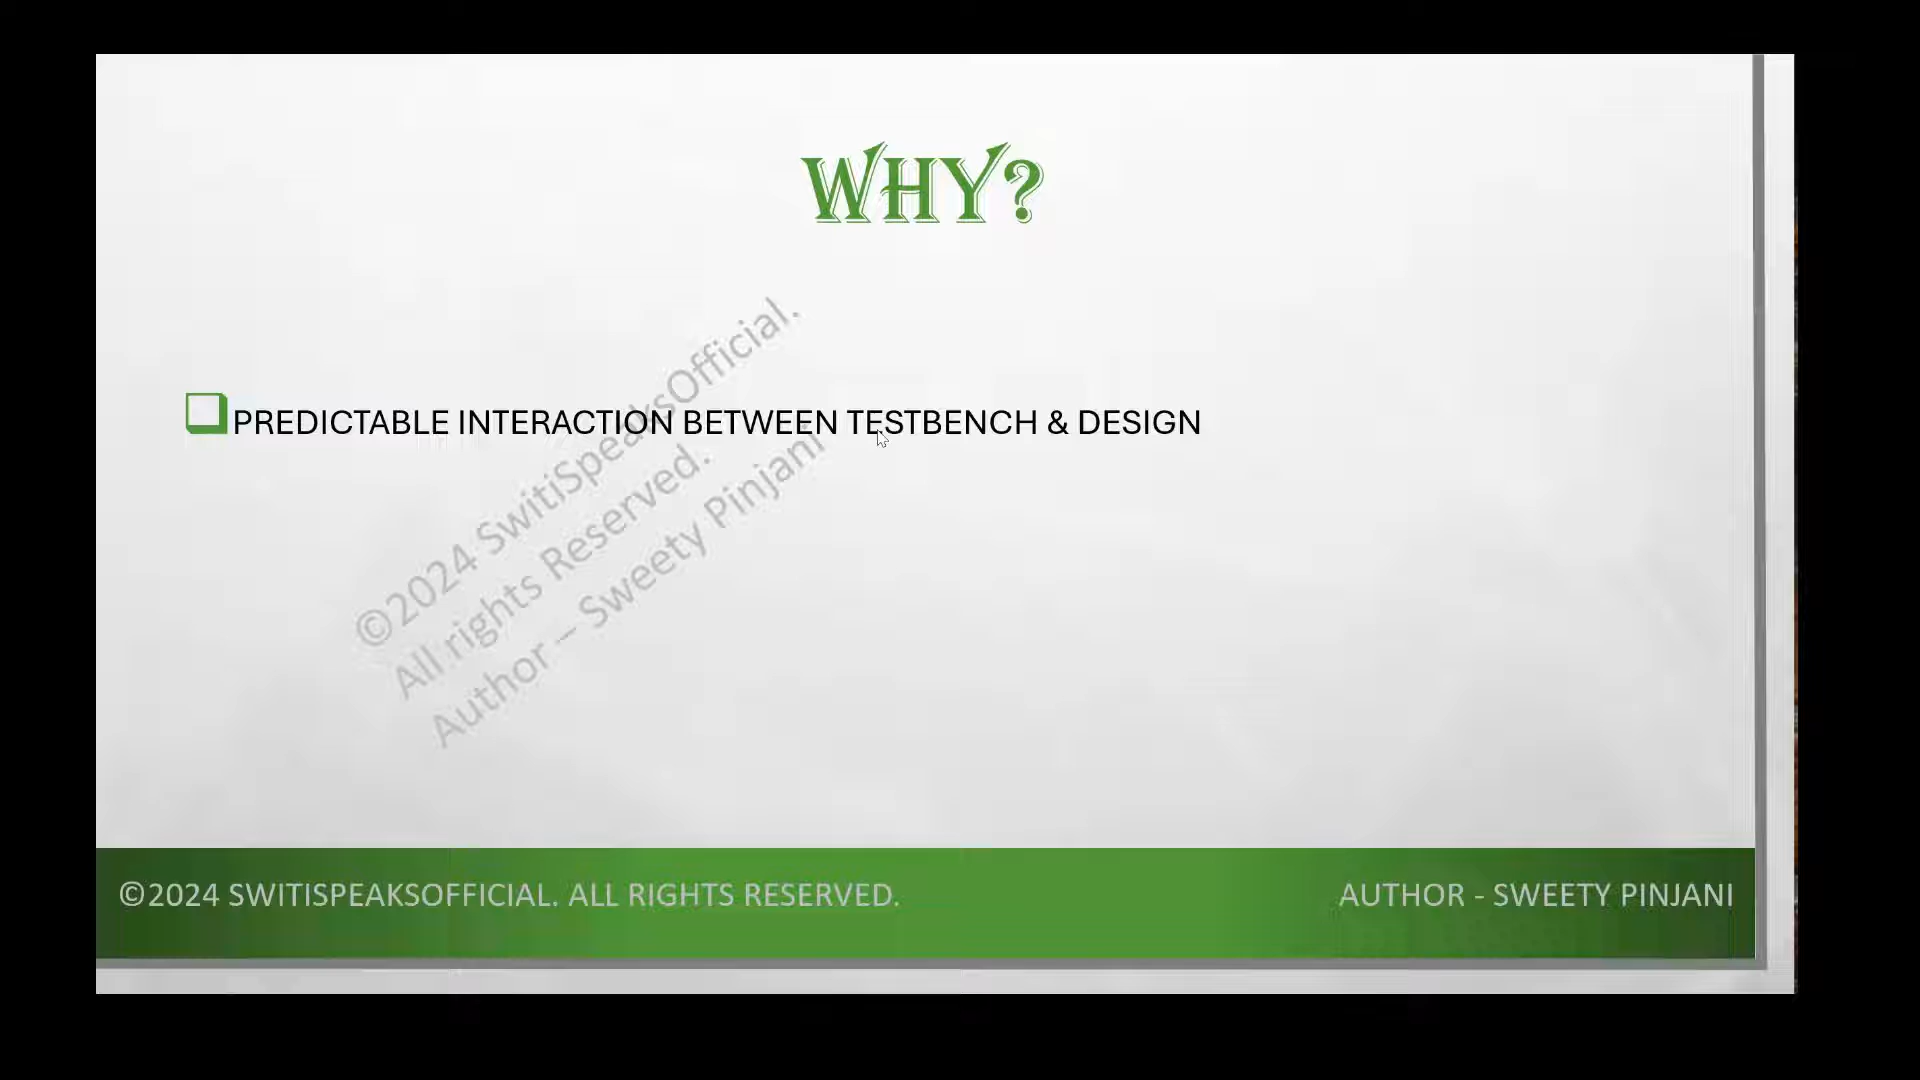 WHY?
PREDICTABLE INTERACTION BETWEEN TESTBENCH & DESIGN
©2024 SwitiSpeaksOfficial.
All rights Reserved.
Author – Sweety Pinjani
©2024 SWITISPEAKSOFFICIAL. ALL RIGHTS RESERVED.
AUTHOR - SWEETY PINJANI